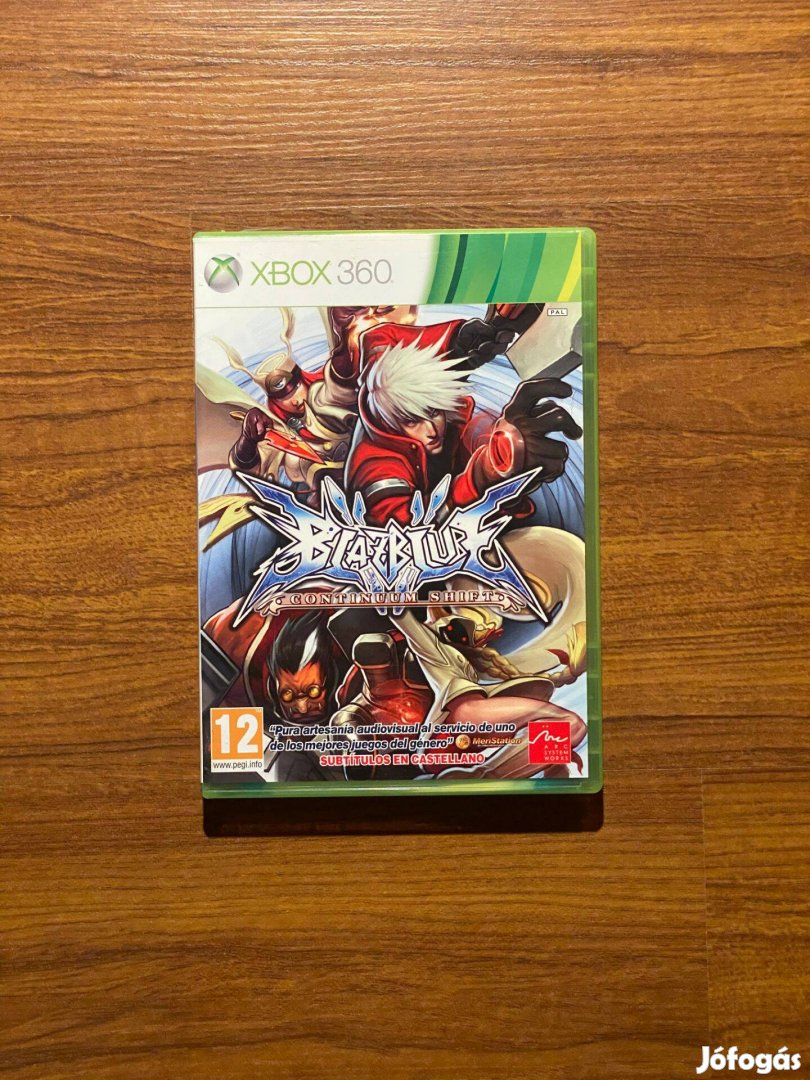 XBOX 360
PAL
BLAZBLUE
CONTINUUM SHIFT
12
www.pegi.info
"Pura artesanía audiovisual al servicio de uno
de los mejores juegos del género" MeriStation
SUBTÍTULOS EN CASTELLANO
ARC
SYSTEM
WORKS
Jófogás